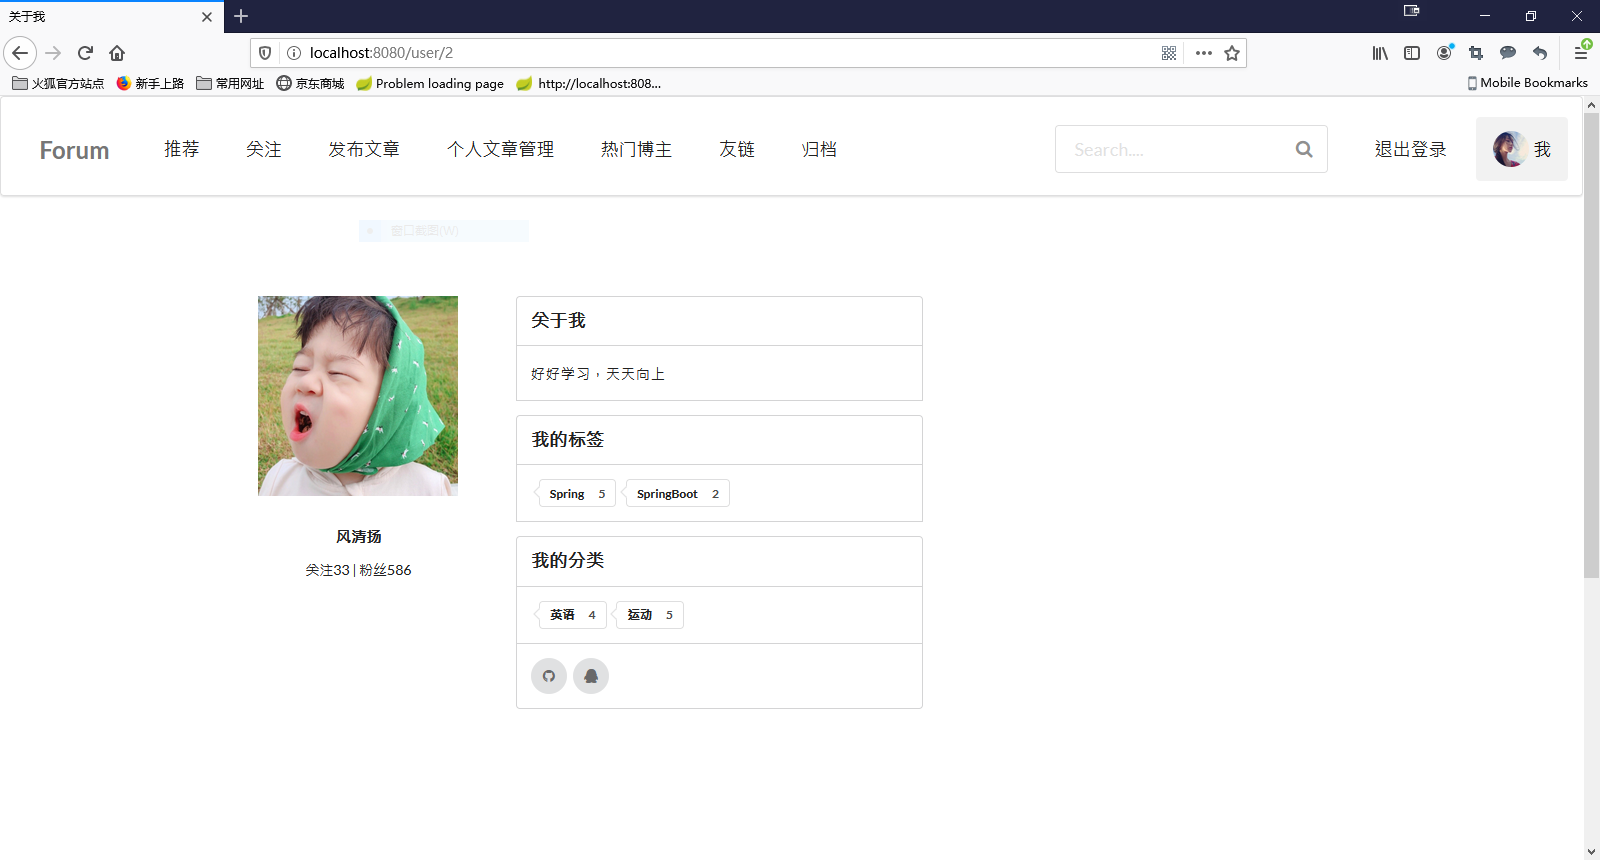 关于我
localhost:8080/user/2
火狐官方站点 新手上路 常用网址 京东商城 Problem loading page http://localhost:808... Mobile Bookmarks
Forum 推荐 关注 发布文章 个人文章管理 热门博主 友链 归档 Search.... 退出登录 我
窗口截图(W)
关于我
好好学习，天天向上
我的标签
Spring 5 SpringBoot 2
风清扬
关注33 | 粉丝586
我的分类
英语 4 运动 5